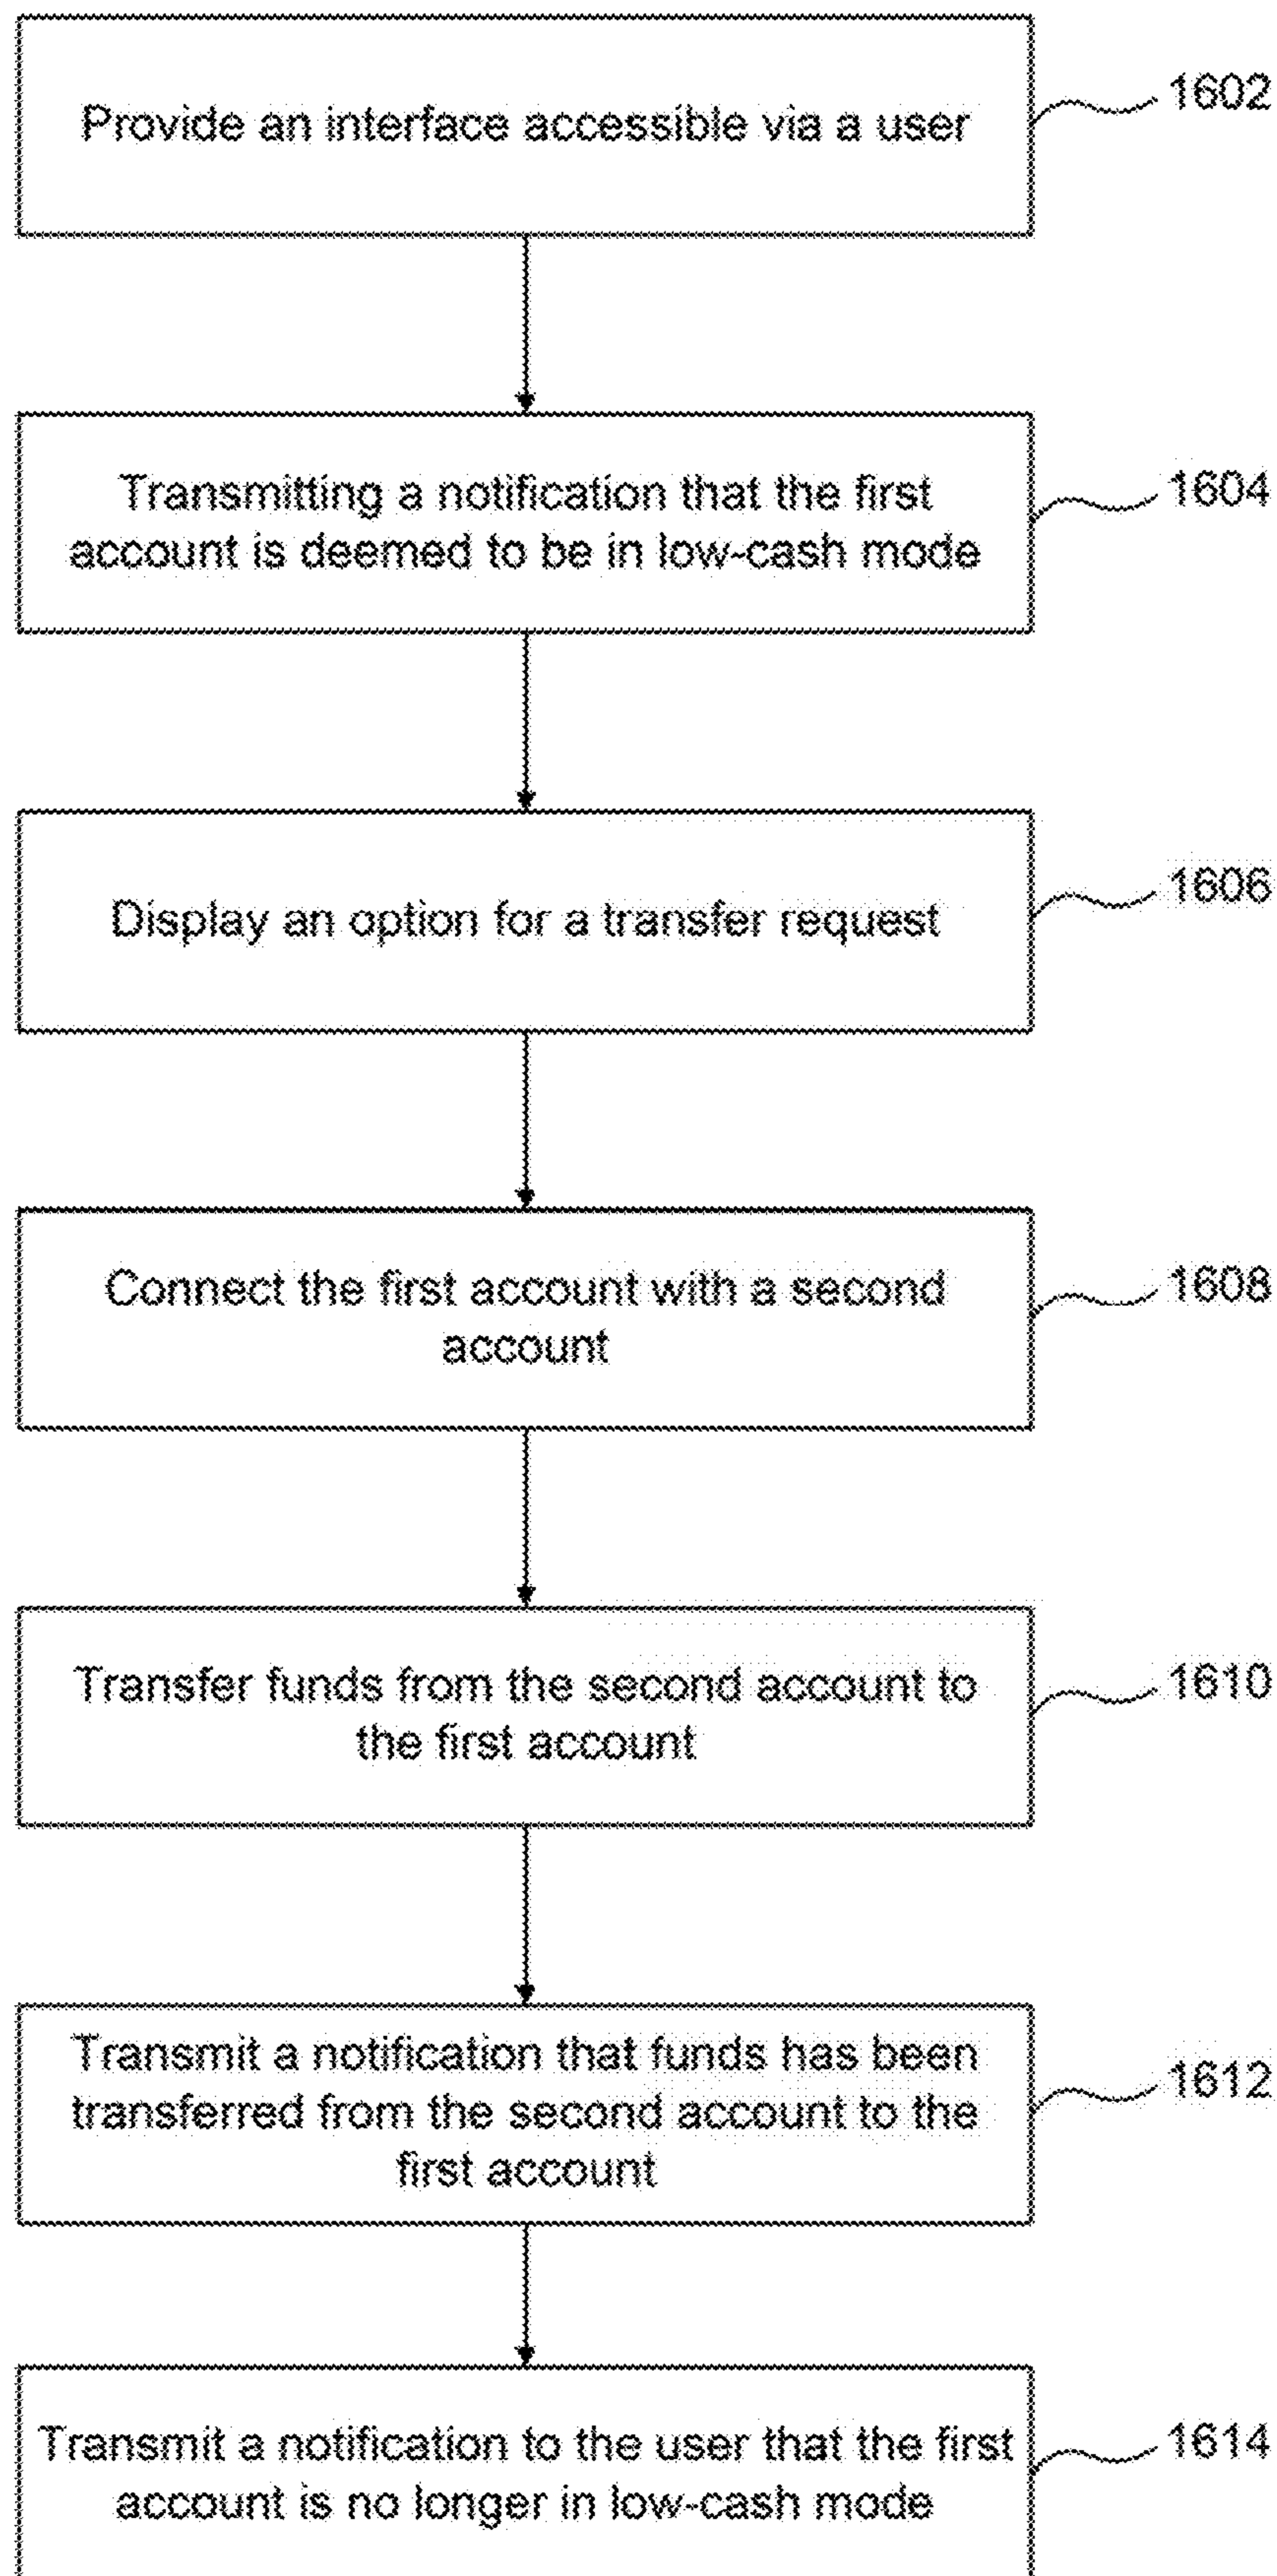 Provide an interface accessible via a user
1602
Transmitting a notification that the first
account is deemed to be in low-cash mode
1604
Display an option for a transfer request
1606
Connect the first account with a second
account
1608
Transfer funds from the second account to
the first account
1610
Transmit a notification that funds has been
transferred from the second account to the
first account
1612
Transmit a notification to the user that the first
account is no longer in low-cash mode
1614